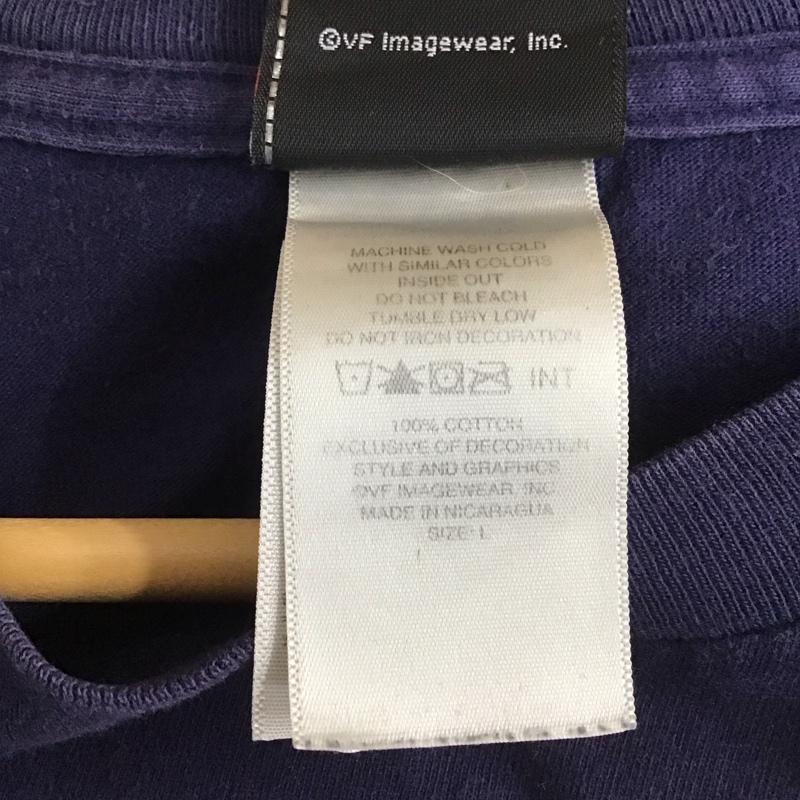 ©VF Imagewear, Inc.
MACHINE WASH COLD
WITH SIMILAR COLORS
INSIDE OUT
DO NOT BLEACH
TUMBLE DRY LOW
DO NOT IRON DECORATION
INT
100% COTTON
EXCLUSIVE OF DECORATION
STYLE AND GRAPHICS
©VF IMAGEWEAR, INC
MADE IN NICARAGUA
SIZE: L